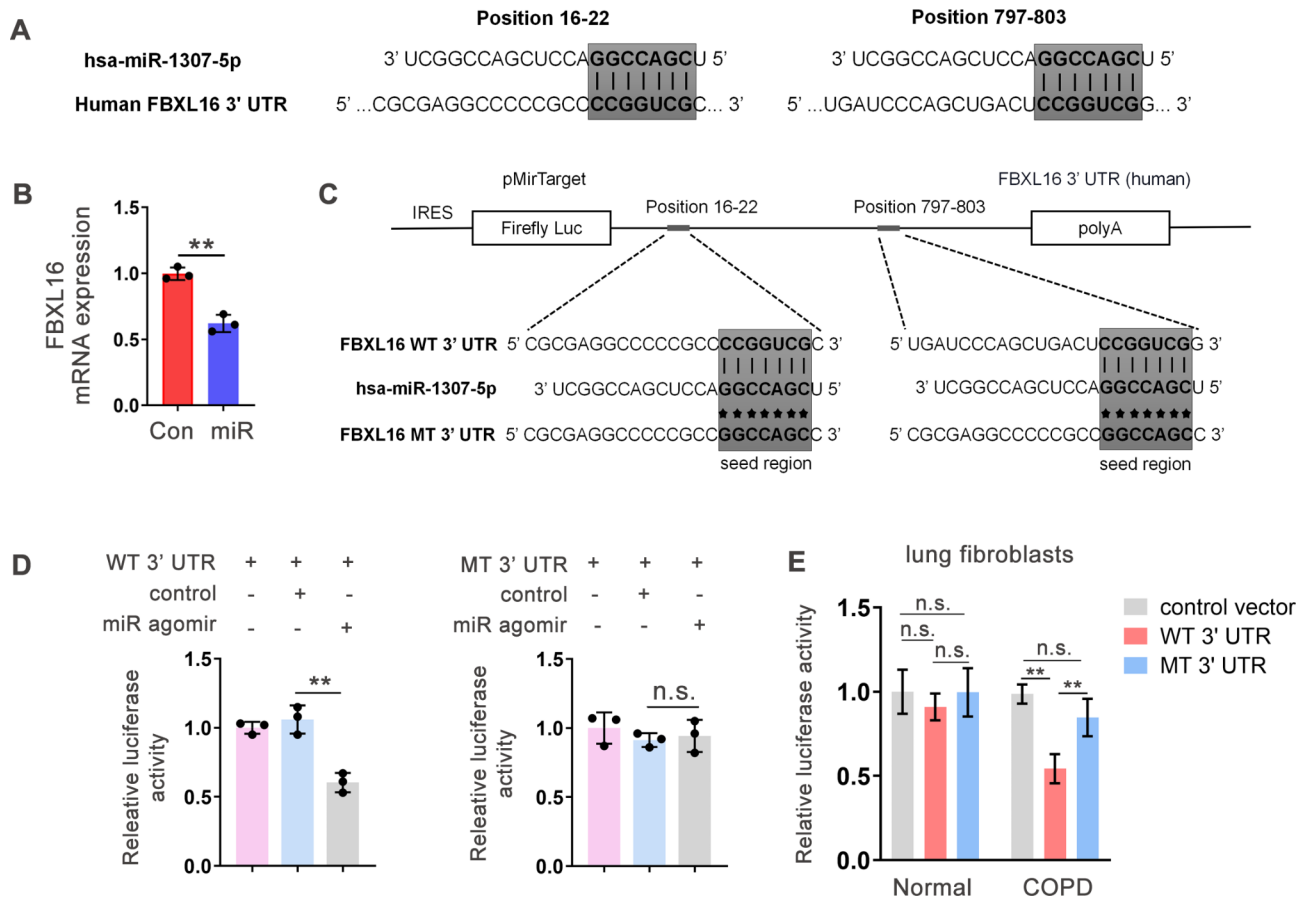 A
Position 16-22
Position 797-803
hsa-miR-1307-5p
3’ UCGGCCAGCUCCAGGCCAGCU 5’
3’ UCGGCCAGCUCCAGGCCAGCU 5’
Human FBXL16 3’ UTR
5’ ...CGCGAGGCCCCCGCCCCGGUCGC... 3’
5’ ...UGAUCCCAGCUGACUCCGGUCGG... 3’
B
FBXL16
mRNA expression
1.5
1.0
0.5
0.0
**
Con
miR
C
pMirTarget
FBXL16 3’ UTR (human)
IRES
Firefly Luc
Position 16-22
Position 797-803
polyA
FBXL16 WT 3’ UTR
5’ CGCGAGGCCCCCGCCCCGGUCGC 3’
5’ UGAUCCCAGCUGACUCCGGUCGG 3’
hsa-miR-1307-5p
3’ UCGGCCAGCUCCAGGCCAGCU 5’
3’ UCGGCCAGCUCCAGGCCAGCU 5’
FBXL16 MT 3’ UTR
5’ CGCGAGGCCCCCGCCGGCCAGCC 3’
5’ CGCGAGGCCCCCGCCGGCCAGCC 3’
seed region
seed region
D
WT 3’ UTR + + +
control - + -
miR agomir - - +
Releative luciferase
activity
1.5
1.0
0.5
0.0
**
MT 3’ UTR + + +
control - + -
miR agomir - - +
Releative luciferase
activity
1.5
1.0
0.5
0.0
n.s.
E
lung fibroblasts
Relative luciferase activity
1.5
1.0
0.5
0.0
n.s.
n.s.
n.s.
n.s.
**
**
Normal
COPD
control vector
WT 3’ UTR
MT 3’ UTR